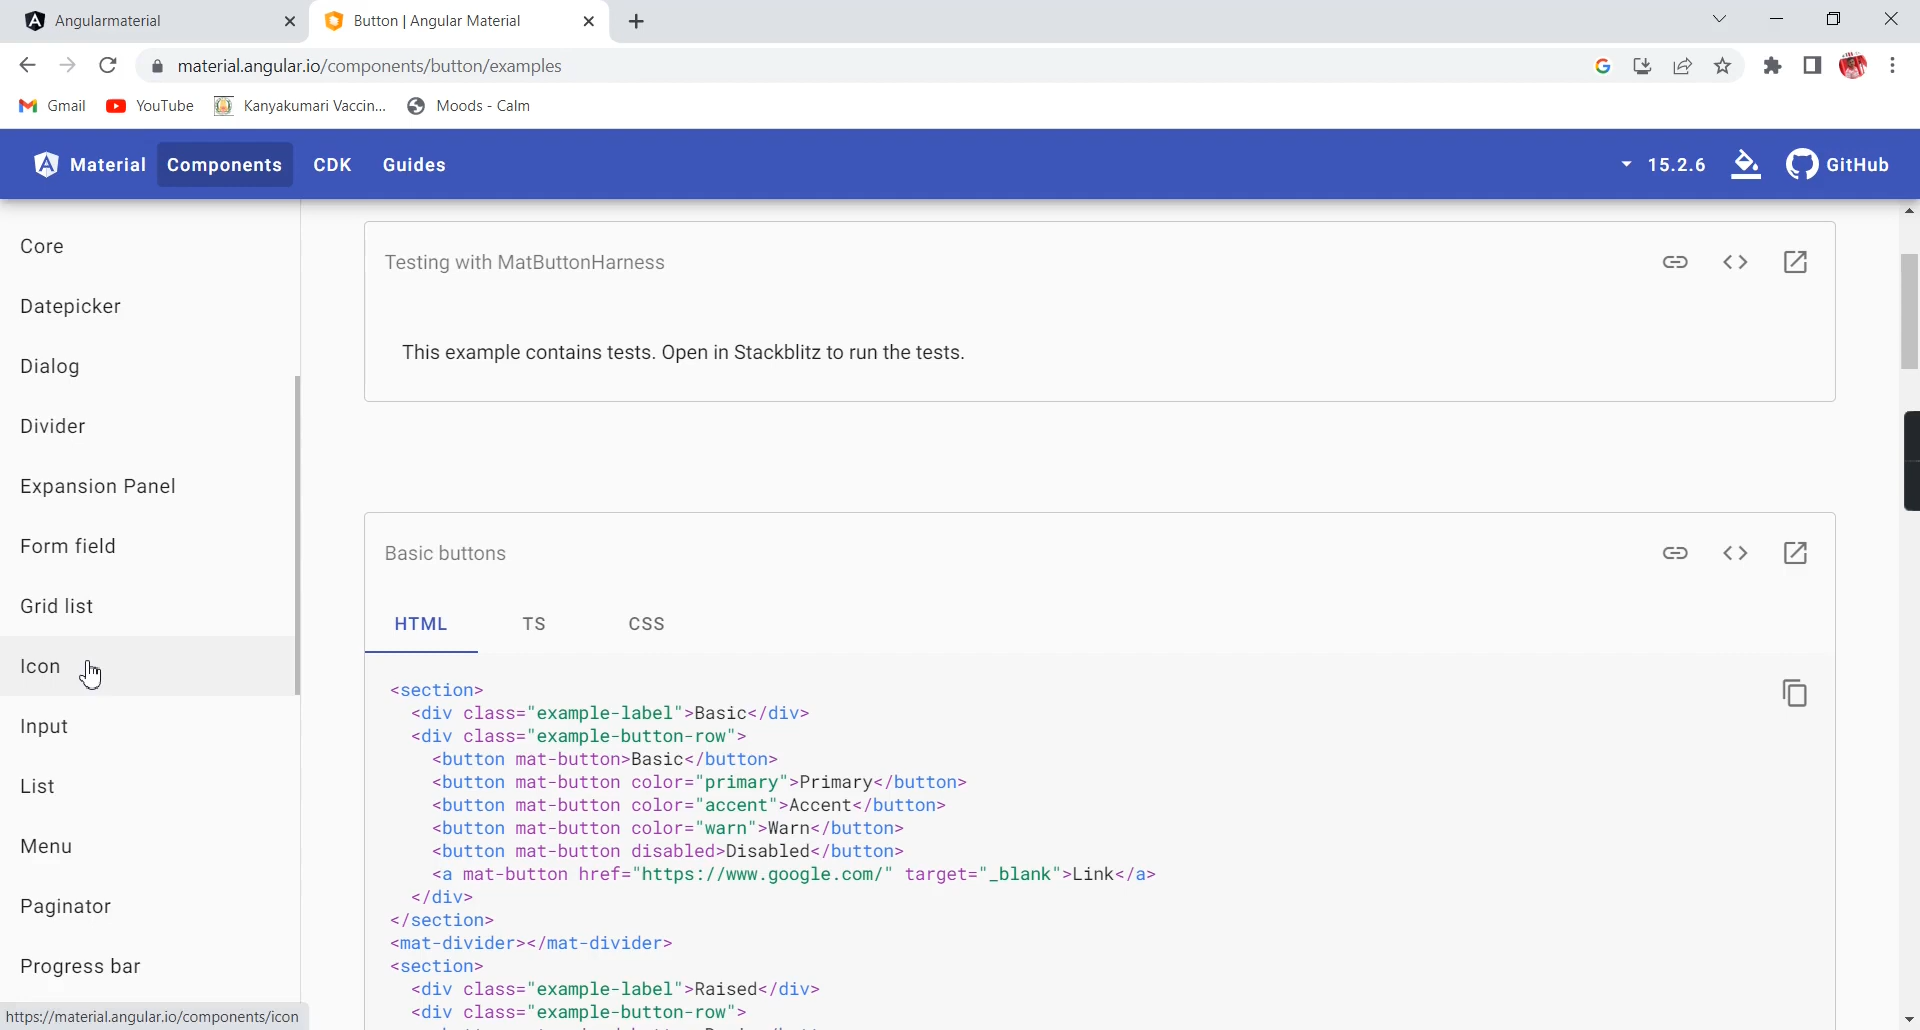 Angularmaterial
Button | Angular Material
material.angular.io/components/button/examples
Gmail
YouTube
Kanyakumari Vaccin...
Moods - Calm
Material
Components
CDK
Guides
15.2.6
GitHub
Core
Datepicker
Dialog
Divider
Expansion Panel
Form field
Grid list
Icon
Input
List
Menu
Paginator
Progress bar
https://material.angular.io/components/icon
Testing with MatButtonHarness
This example contains tests. Open in Stackblitz to run the tests.
Basic buttons
HTML
TS
CSS
<section>
<div class="example-label">Basic</div>
<div class="example-button-row">
<button mat-button>Basic</button>
<button mat-button color="primary">Primary</button>
<button mat-button color="accent">Accent</button>
<button mat-button color="warn">Warn</button>
<button mat-button disabled>Disabled</button>
<a mat-button href="https://www.google.com/" target="_blank">Link</a>
</div>
</section>
<mat-divider></mat-divider>
<section>
<div class="example-label">Raised</div>
<div class="example-button-row">